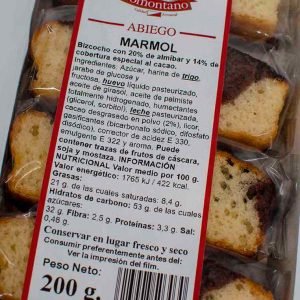 omontano
Calidad Artesanal
ABIEGO
MARMOL
Bizcocho con 20% de almibar y 14% de
cobertura especial al cacao.
Ingredientes: Azúcar, harina de trigo,
jarabe de glucosa y
fructosa, huevo líquido pasteurizado,
aceite de girasol, aceite de palmiste
totalmente hidrogenado, humectantes
(glicerol, sorbitol), leche pasteurizada,
cacao desgrasado en polvo (2%), licor,
gasificantes (bicarbonato sódico, difosfato
disódico), corrector de acidez E 330,
emulgente E 322 y aroma. Puede
contener trazas de frutos de cáscara,
soja y mostaza. INFORMACIÓN
NUTRICIONAL Valor medio por 100 g.
Valor energético: 1765 kJ / 422 kcal.
Grasas:
21 g. de las cuales saturadas: 8,4 g.
Hidratos de carbono: 53 g. de las cuales
azúcares:
32 g. Fibra: 2,5 g. Proteínas: 3,3 g. Sal:
0,46 g.
Conservar en lugar fresco y seco
Consumir preferentemente antes del:
Ver la impresión del film.
Peso Neto:
200 g.